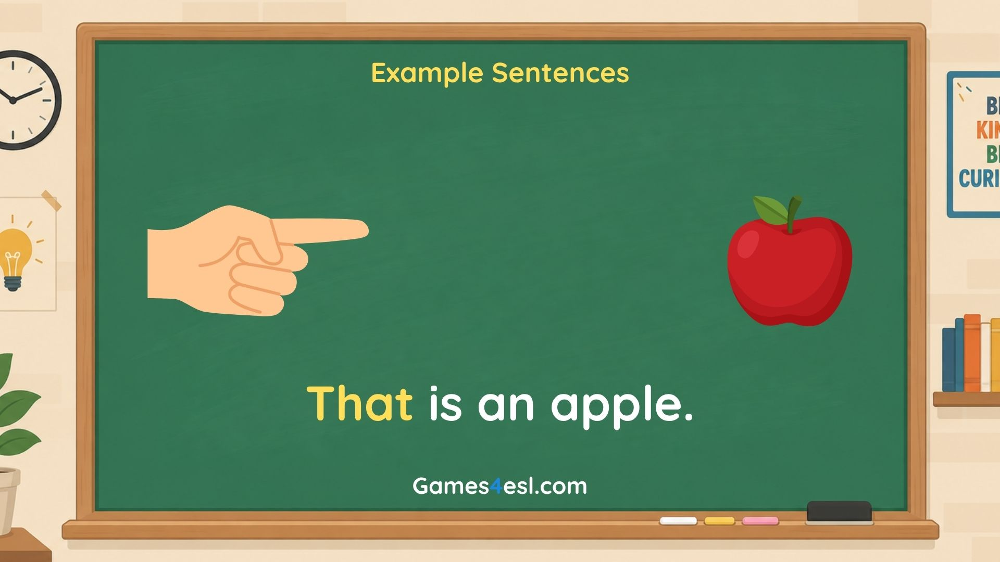 Example Sentences
That is an apple.
Games4esl.com